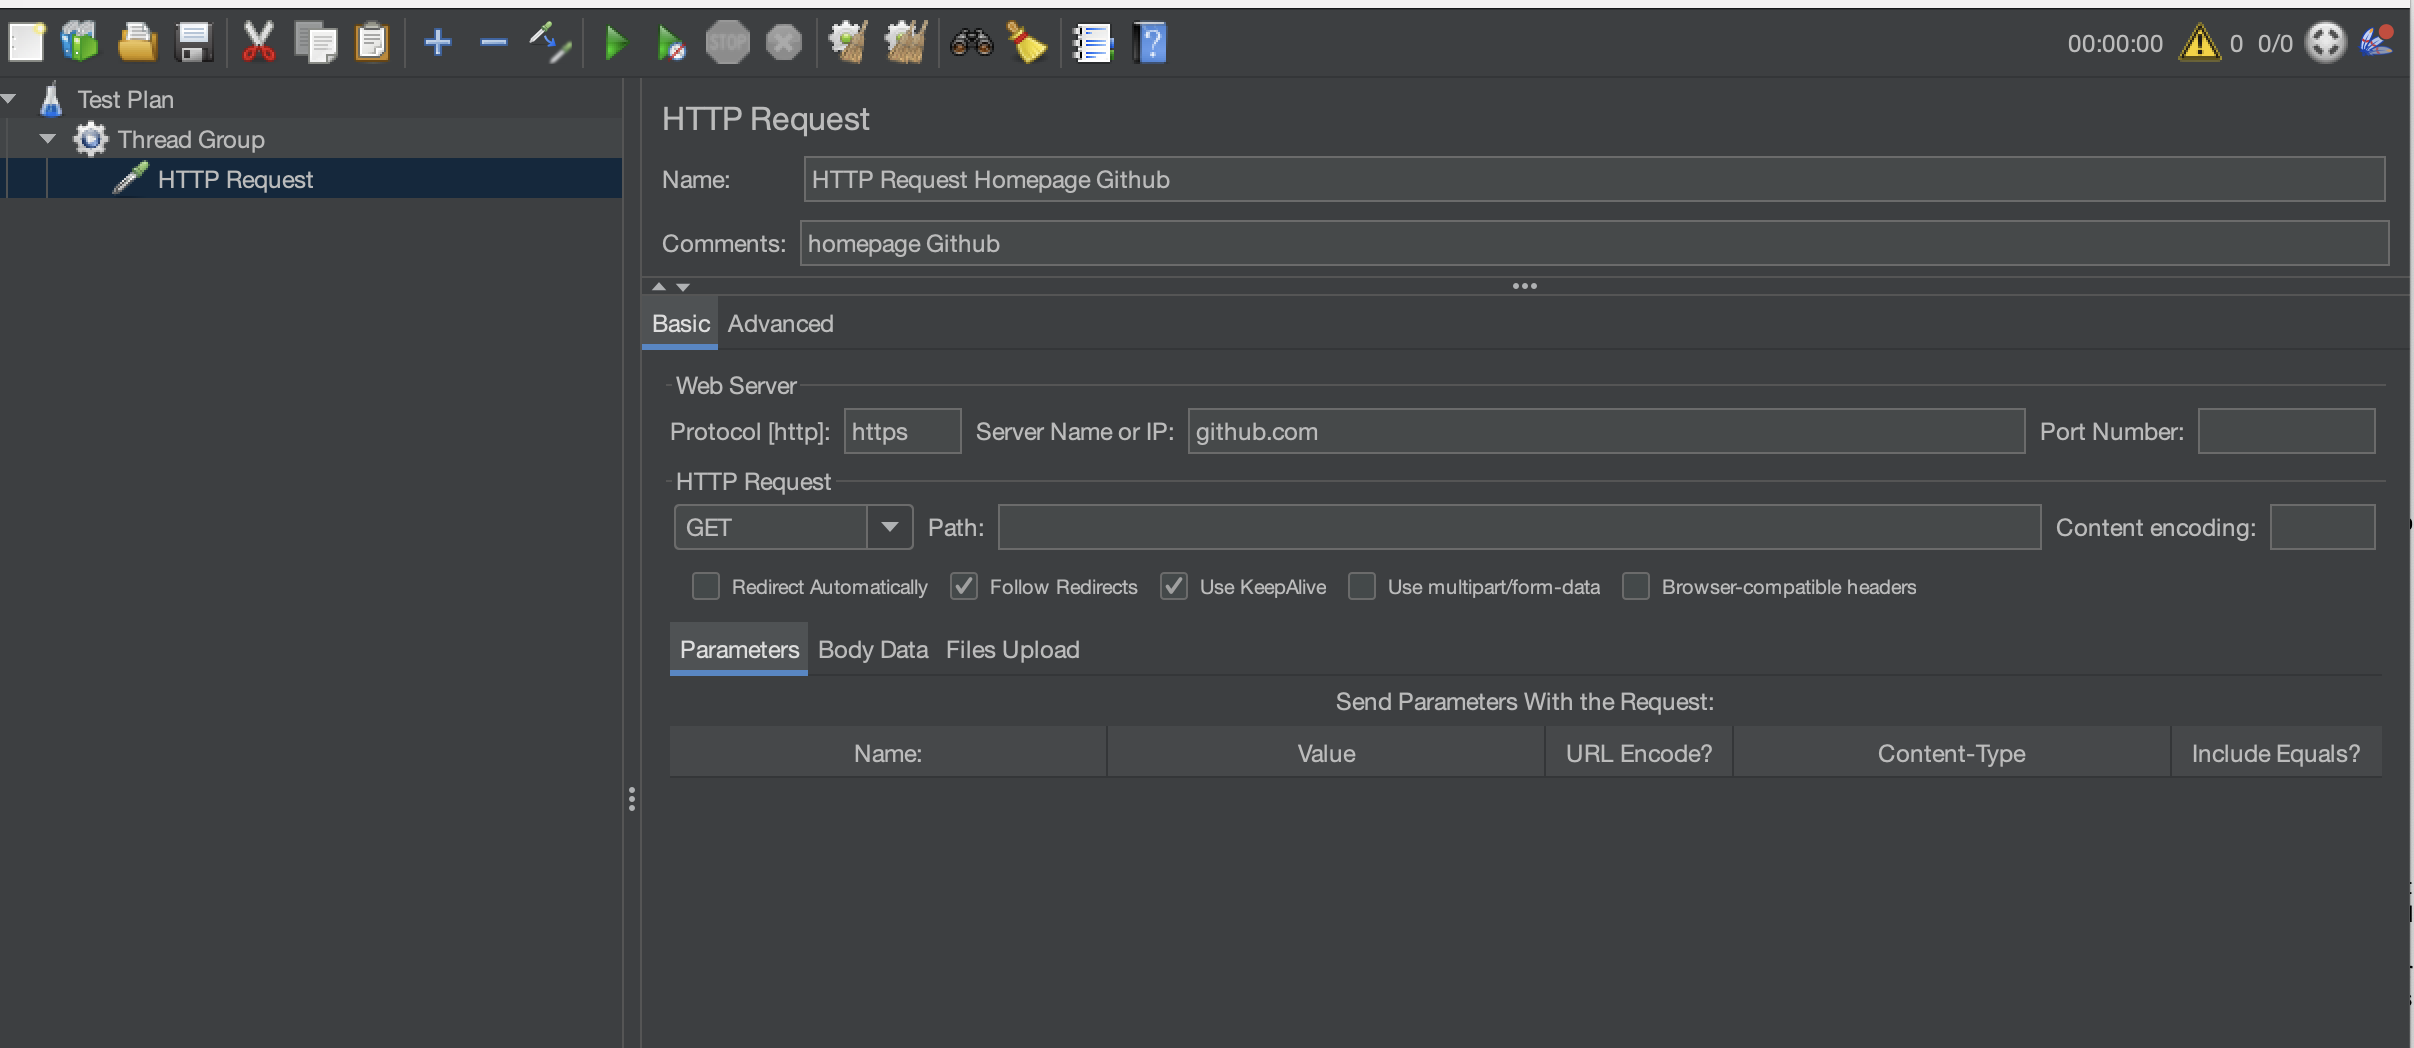 STOP
00:00:00 0 0/0
Test Plan
Thread Group
HTTP Request
HTTP Request
Name: HTTP Request Homepage Github
Comments: homepage Github
Basic Advanced
Web Server
Protocol [http]: https Server Name or IP: github.com Port Number:
HTTP Request
GET Path: Content encoding:
Redirect Automatically Follow Redirects Use KeepAlive Use multipart/form-data Browser-compatible headers
Parameters Body Data Files Upload
Send Parameters With the Request:
Name: Value URL Encode? Content-Type Include Equals?